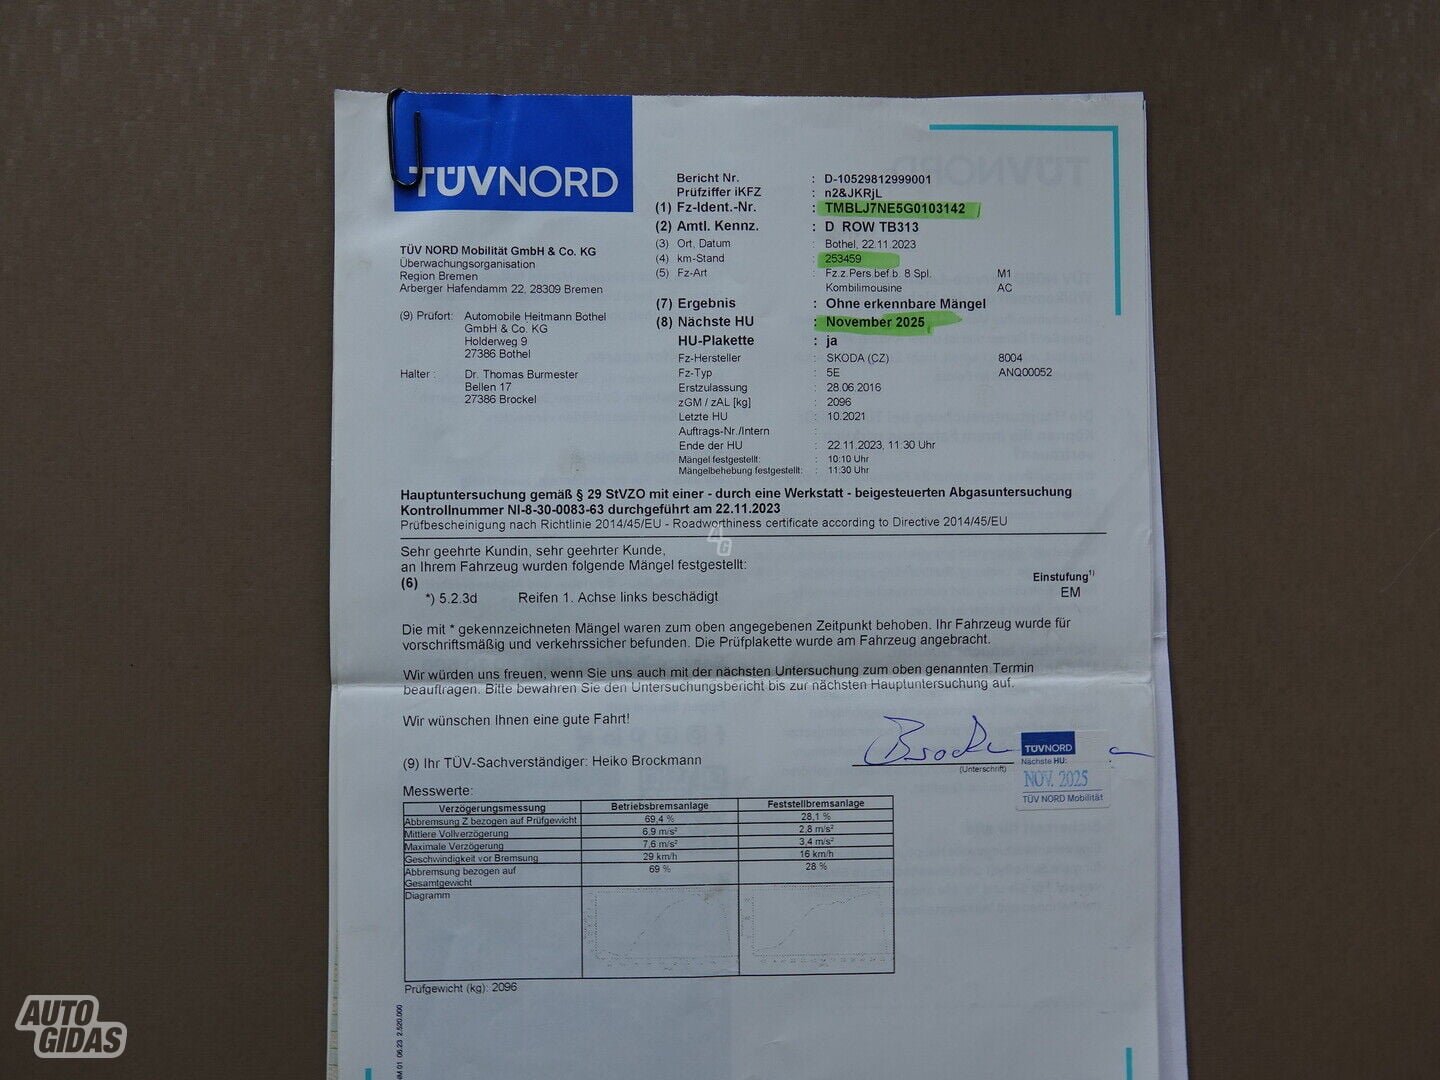 TÜVNORD
Bericht Nr. : D-10529812999001
Prüfziffer iKFZ : n2&JKRjL
(1) Fz-Ident.-Nr. : TMBLJ7NE5G0103142
(2) Amtl. Kennz. : D ROW TB313
(3) Ort, Datum : Bothel, 22.11.2023
(4) km-Stand : 253459
(5) Fz-Art : Fz.z.Pers bef b. 8 Spl. M1
Kombilimousine AC
(7) Ergebnis : Ohne erkennbare Mängel
(8) Nächste HU : November 2025
HU-Plakette : ja
Fz-Hersteller : SKODA (CZ) 8004
Fz-Typ : 5E ANQ00052
Erstzulassung : 28.06.2016
zGM / zAL [kg] : 2096
Letzte HU : 10.2021
Auftrags-Nr./Intern :
Ende der HU : 22.11.2023, 11:30 Uhr
Mängel festgestellt: : 10:10 Uhr
Mängelbehebung festgestellt: : 11:30 Uhr
TÜV NORD Mobilität GmbH & Co. KG
Überwachungsorganisation
Region Bremen
Arberger Hafendamm 22, 28309 Bremen
(9) Prüfort: Automobile Heitmann Bothel
GmbH & Co. KG
Holderweg 9
27386 Bothel
Halter : Dr. Thomas Burmester
Bellen 17
27386 Brockel
Hauptuntersuchung gemäß § 29 StVZO mit einer - durch eine Werkstatt - beigesteuerten Abgasuntersuchung
Kontrollnummer NI-8-30-0083-63 durchgeführt am 22.11.2023
Prüfbescheinigung nach Richtlinie 2014/45/EU - Roadworthiness certificate according to Directive 2014/45/EU
Sehr geehrte Kundin, sehr geehrter Kunde,
an Ihrem Fahrzeug wurden folgende Mängel festgestellt:
(6) Einstufung1)
*) 5.2.3d Reifen 1. Achse links beschädigt EM
Die mit * gekennzeichneten Mängel waren zum oben angegebenen Zeitpunkt behoben. Ihr Fahrzeug wurde für
vorschriftsmäßig und verkehrssicher befunden. Die Prüfplakette wurde am Fahrzeug angebracht.
Wir würden uns freuen, wenn Sie uns auch mit der nächsten Untersuchung zum oben genannten Termin
beauftragen. Bitte bewahren Sie den Untersuchungsbericht bis zur nächsten Hauptuntersuchung auf.
Wir wünschen Ihnen eine gute Fahrt!
(9) Ihr TÜV-Sachverständiger: Heiko Brockmann
(Unterschrift)
TÜVNORD
Nächste HU:
NOV. 2025
TÜV NORD Mobilität
Messwerte:
Verzögerungsmessung Betriebsbremsanlage Feststellbremsanlage
Abbremsung Z bezogen auf Prüfgewicht 69,4 % 28,1 %
Mittlere Vollverzögerung 6,9 m/s² 2,8 m/s²
Maximale Verzögerung 7,6 m/s² 3,4 m/s²
Geschwindigkeit vor Bremsung 29 km/h 16 km/h
Abbremsung bezogen auf 69 % 28 %
Gesamtgewicht
Diagramm
Prüfgewicht (kg): 2096
01 06.23 2.520.000
AUTO
GIDAS